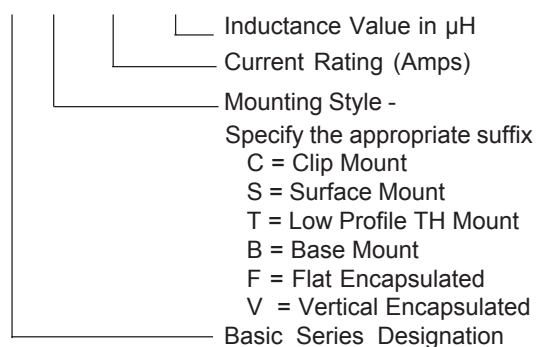 Inductance Value in µH
Current Rating (Amps)
Mounting Style -
Specify the appropriate suffix
C = Clip Mount
S = Surface Mount
T = Low Profile TH Mount
B = Base Mount
F = Flat Encapsulated
V = Vertical Encapsulated
Basic Series Designation